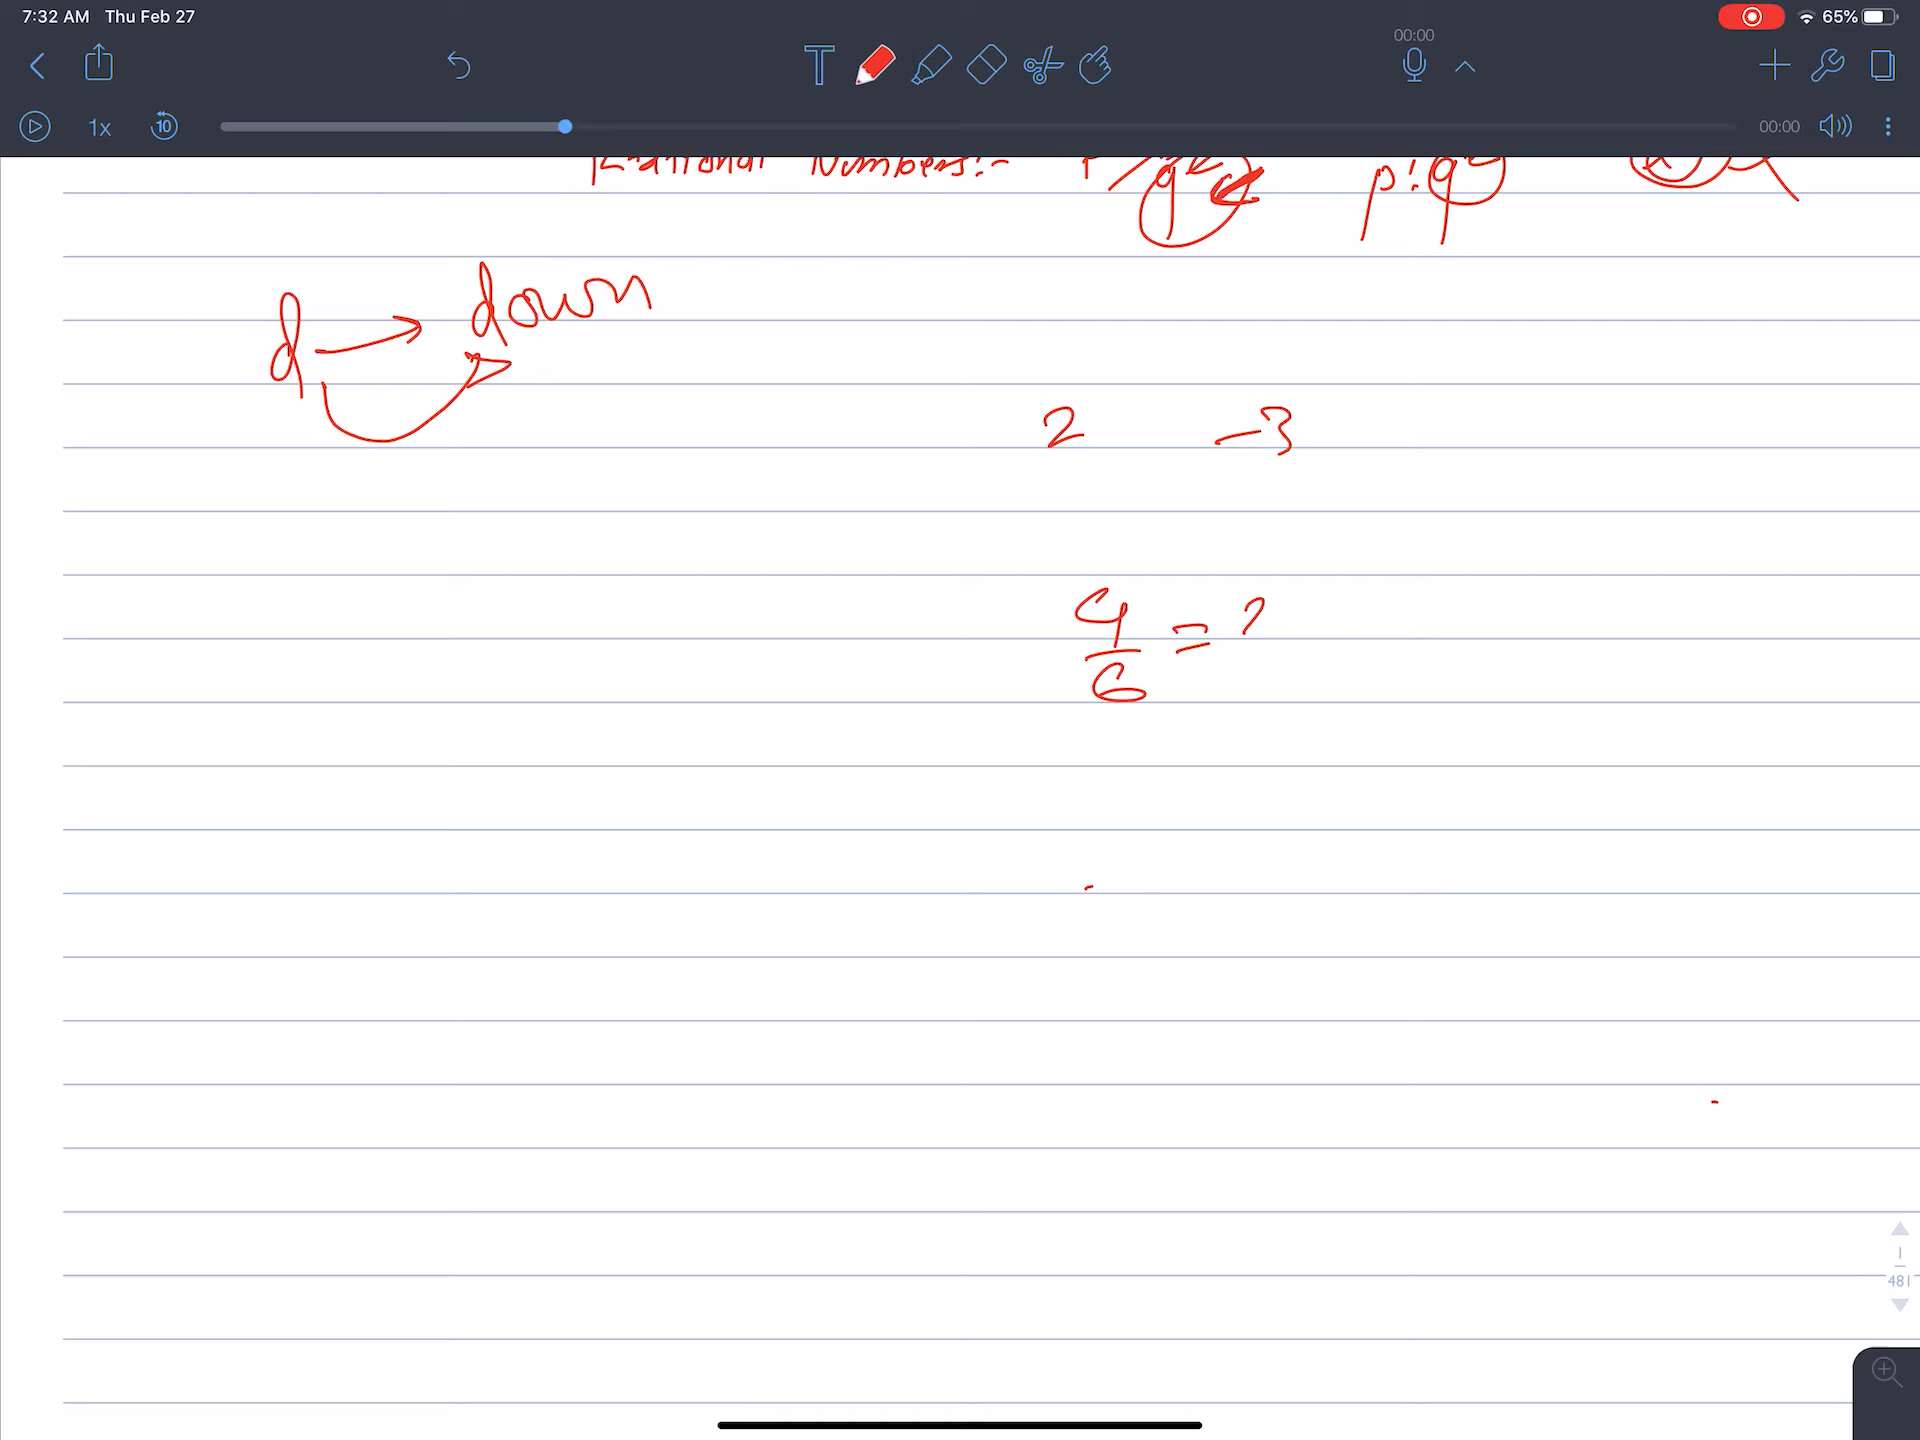 7:32 AM Thu Feb 27
65%
00:00
1x
10
00:00
Rational Numbers:- p/q p!q
d → down
2 -3
4/6 = ?
1
481